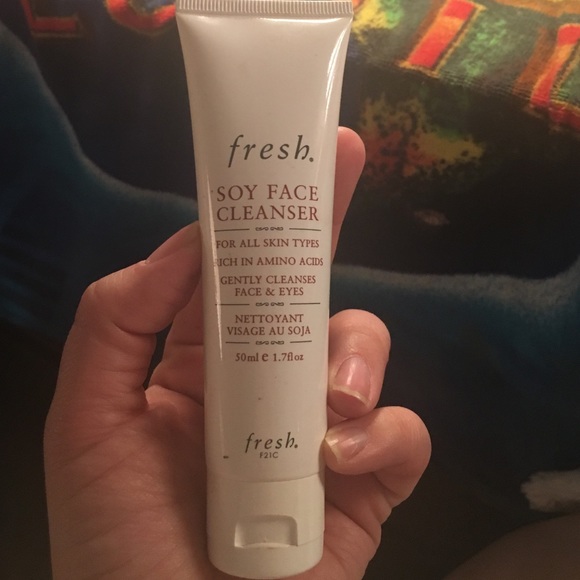 fresh.
SOY FACE
CLEANSER
FOR ALL SKIN TYPES
RICH IN AMINO ACIDS
GENTLY CLEANSES
FACE & EYES
NETTOYANT
VISAGE AU SOJA
50ml e 1.7fl oz
fresh.
F21C